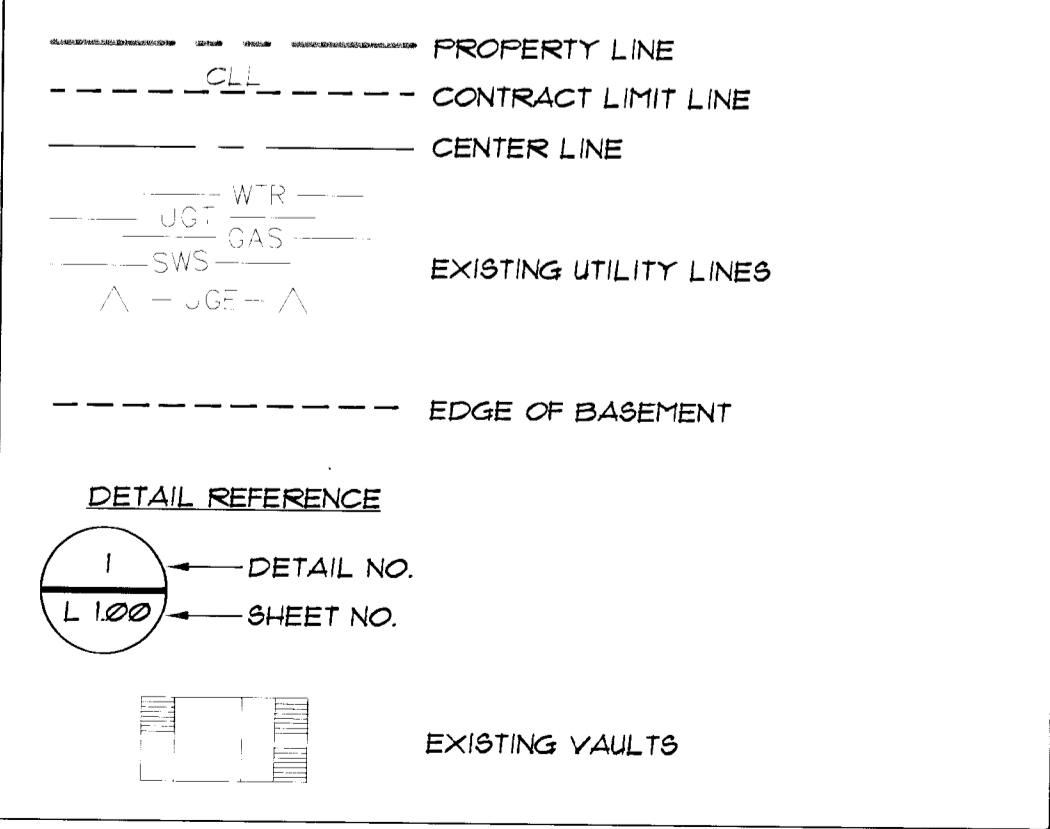 PROPERTY LINE
CLL
CONTRACT LIMIT LINE
CENTER LINE
WTR
UGT
GAS
SWS
EXISTING UTILITY LINES
UGE
EDGE OF BASEMENT
DETAIL REFERENCE
1
DETAIL NO.
L 1.00
SHEET NO.
EXISTING VAULTS